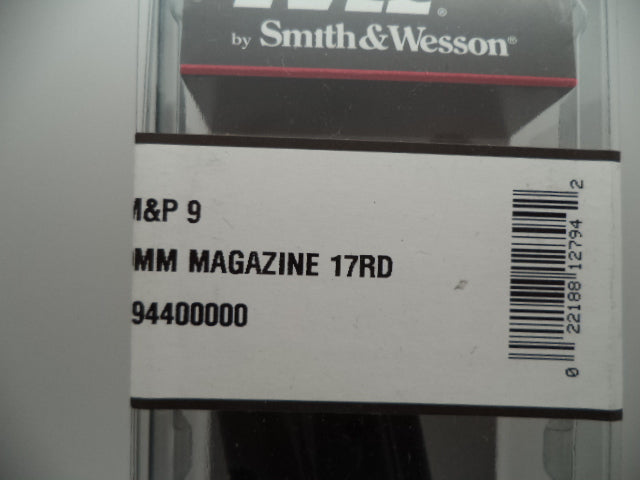 by Smith&Wesson®
M&P 9
MM MAGAZINE 17RD
94400000
0 22188 12794 2